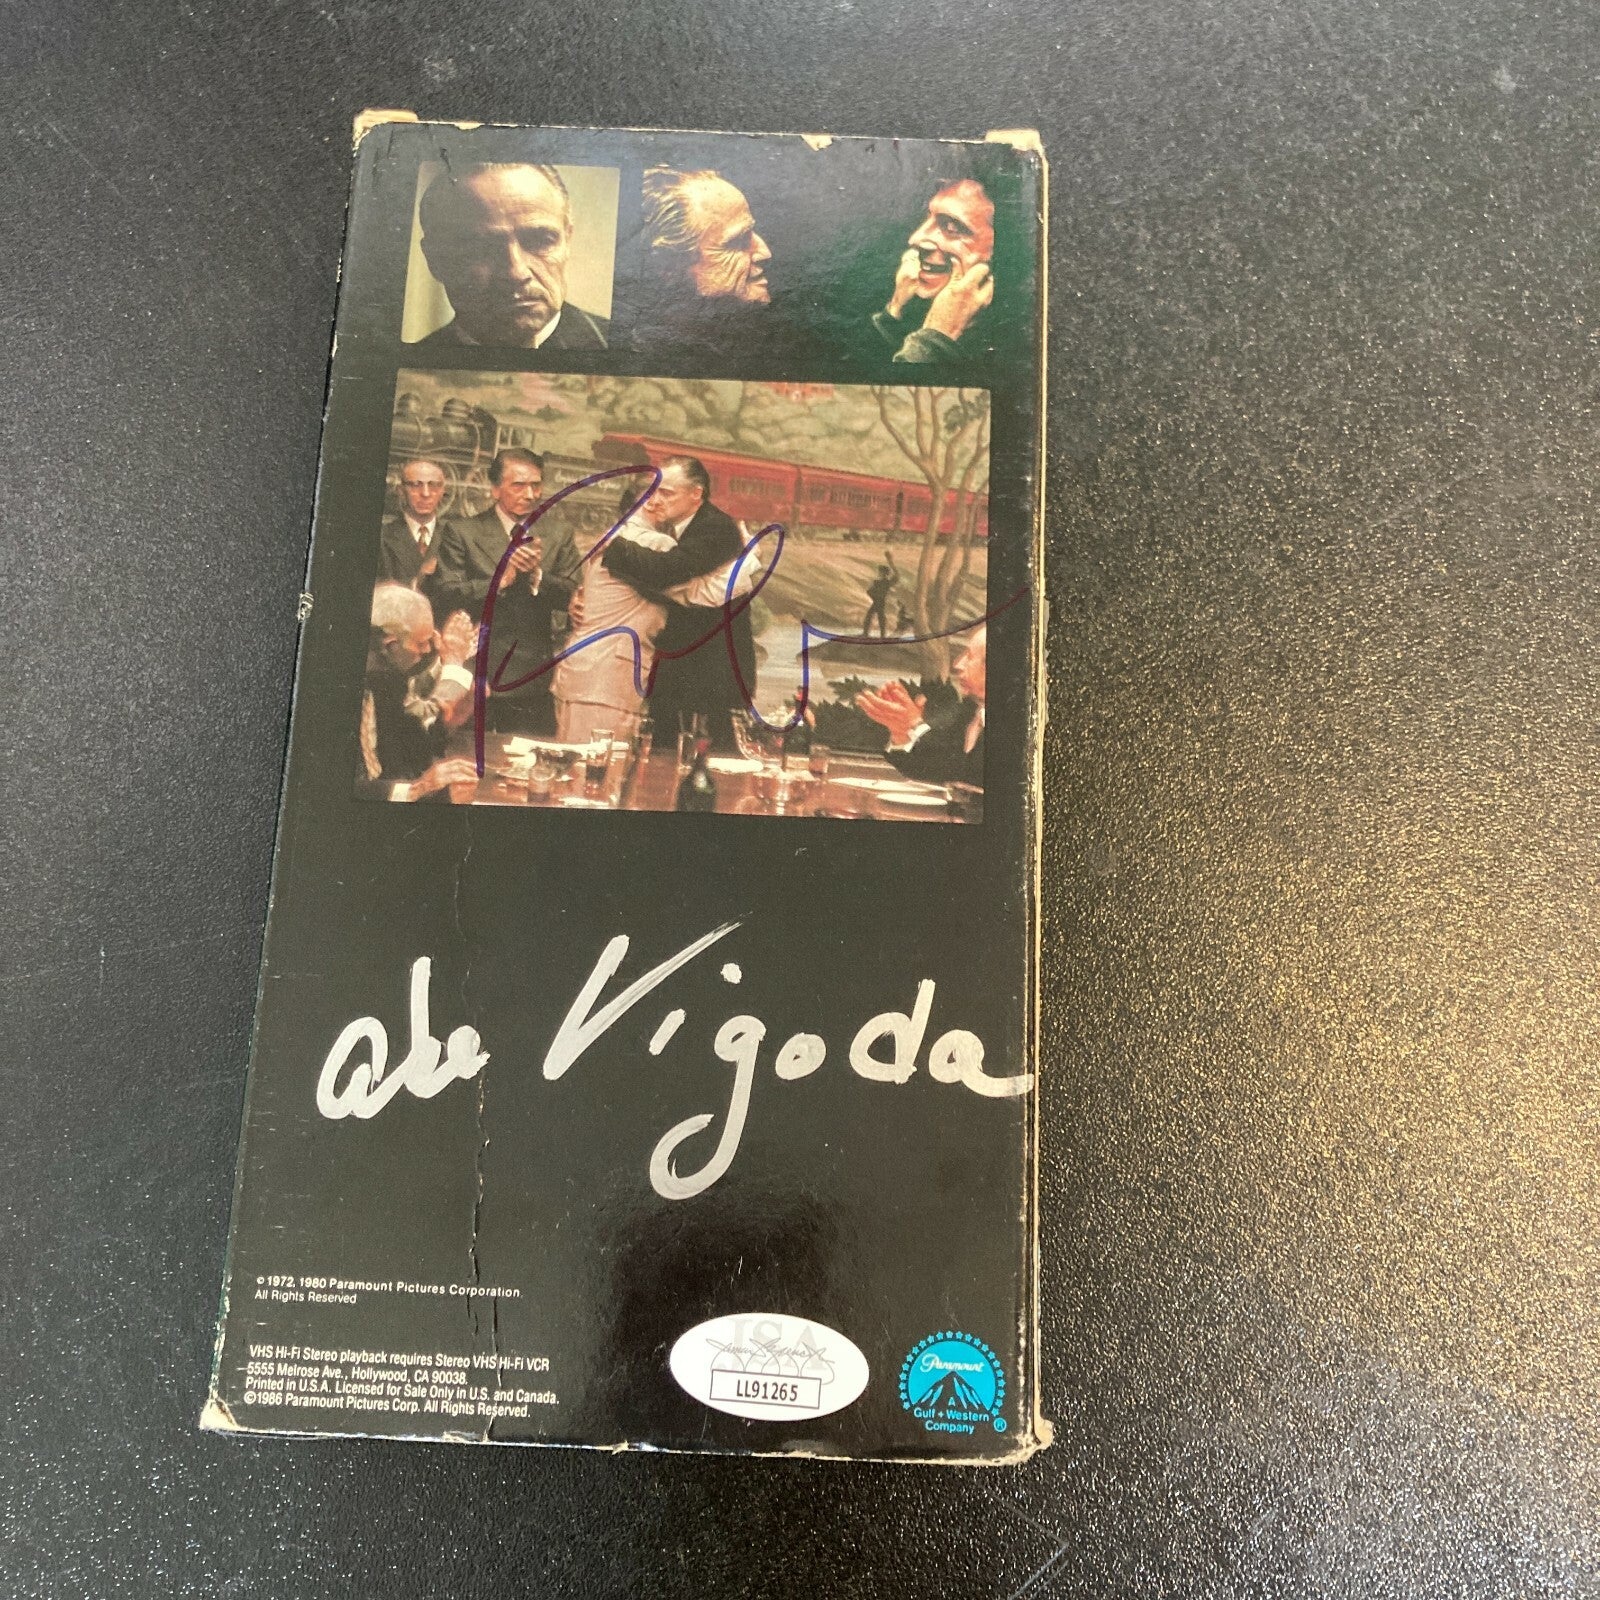 abe Vigoda
© 1972, 1980 Paramount Pictures Corporation.
All Rights Reserved
VHS Hi-Fi Stereo playback requires Stereo VHS Hi-Fi VCR
5555 Melrose Ave., Hollywood, CA 90038.
Printed in U.S.A. Licensed for Sale Only in U.S. and Canada.
©1986 Paramount Pictures Corp. All Rights Reserved.
JSA
LL91265
Paramount
A
Gulf + Western
Company
®